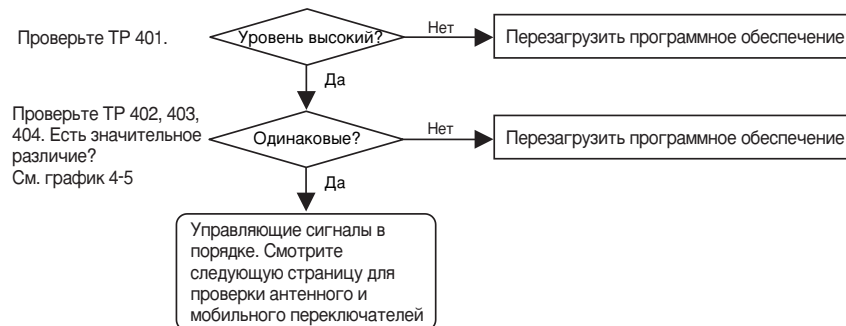 Проверьте TP 401.
Уровень высокий?
Нет
Перезагрузить программное обеспечение
Да
Проверьте TP 402, 403,
404. Есть значительное
различие?
См. график 4-5
Одинаковые?
Нет
Перезагрузить программное обеспечение
Да
Управляющие сигналы в
порядке. Смотрите
следующую страницу для
проверки антенного и
мобильного переключателей